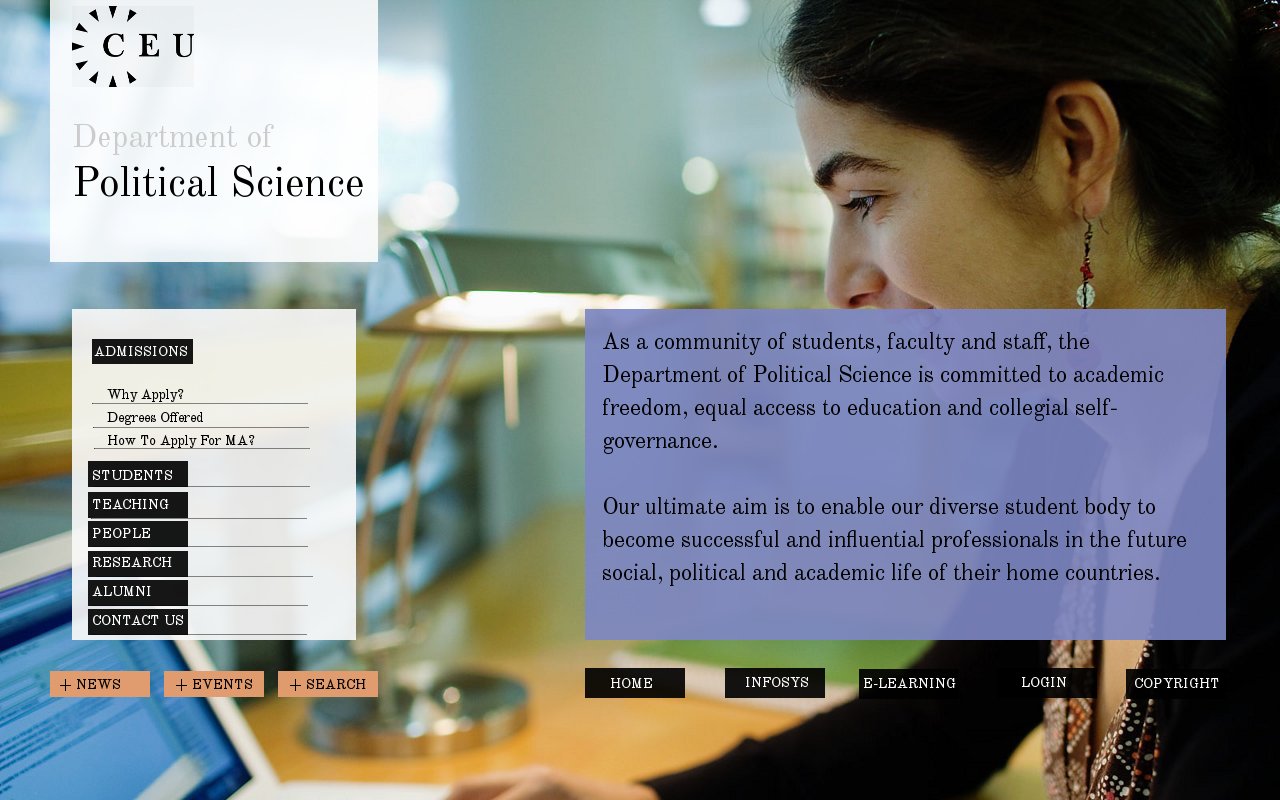 CEU
Department of
Political Science
ADMISSIONS
Why Apply?
Degrees Offered
How To Apply For MA?
STUDENTS
TEACHING
PEOPLE
RESEARCH
ALUMNI
CONTACT US
+ NEWS
+ EVENTS
+ SEARCH
As a community of students, faculty and staff, the
Department of Political Science is committed to academic
freedom, equal access to education and collegial self-
governance.
Our ultimate aim is to enable our diverse student body to
become successful and influential professionals in the future
social, political and academic life of their home countries.
HOME
INFOSYS
E-LEARNING
LOGIN
COPYRIGHT